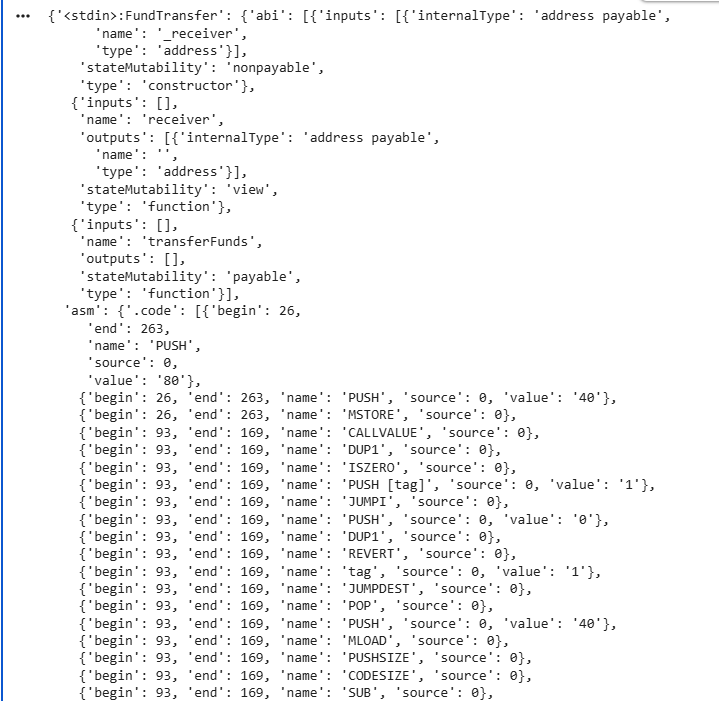 ••• {'<stdin>:FundTransfer': {'abi': [{'inputs': [{'internalType': 'address payable',
'name': '_receiver',
'type': 'address'}],
'stateMutability': 'nonpayable',
'type': 'constructor'},
{'inputs': [],
'name': 'receiver',
'outputs': [{'internalType': 'address payable',
'name': '',
'type': 'address'}],
'stateMutability': 'view',
'type': 'function'},
{'inputs': [],
'name': 'transferFunds',
'outputs': [],
'stateMutability': 'payable',
'type': 'function'}],
'asm': {'.code': [{'begin': 26,
'end': 263,
'name': 'PUSH',
'source': 0,
'value': '80'},
{'begin': 26, 'end': 263, 'name': 'PUSH', 'source': 0, 'value': '40'},
{'begin': 26, 'end': 263, 'name': 'MSTORE', 'source': 0},
{'begin': 93, 'end': 169, 'name': 'CALLVALUE', 'source': 0},
{'begin': 93, 'end': 169, 'name': 'DUP1', 'source': 0},
{'begin': 93, 'end': 169, 'name': 'ISZERO', 'source': 0},
{'begin': 93, 'end': 169, 'name': 'PUSH [tag]', 'source': 0, 'value': '1'},
{'begin': 93, 'end': 169, 'name': 'JUMPI', 'source': 0},
{'begin': 93, 'end': 169, 'name': 'PUSH', 'source': 0, 'value': '0'},
{'begin': 93, 'end': 169, 'name': 'DUP1', 'source': 0},
{'begin': 93, 'end': 169, 'name': 'REVERT', 'source': 0},
{'begin': 93, 'end': 169, 'name': 'tag', 'source': 0, 'value': '1'},
{'begin': 93, 'end': 169, 'name': 'JUMPDEST', 'source': 0},
{'begin': 93, 'end': 169, 'name': 'POP', 'source': 0},
{'begin': 93, 'end': 169, 'name': 'PUSH', 'source': 0, 'value': '40'},
{'begin': 93, 'end': 169, 'name': 'MLOAD', 'source': 0},
{'begin': 93, 'end': 169, 'name': 'PUSHSIZE', 'source': 0},
{'begin': 93, 'end': 169, 'name': 'CODESIZE', 'source': 0},
{'begin': 93, 'end': 169, 'name': 'SUB', 'source': 0},